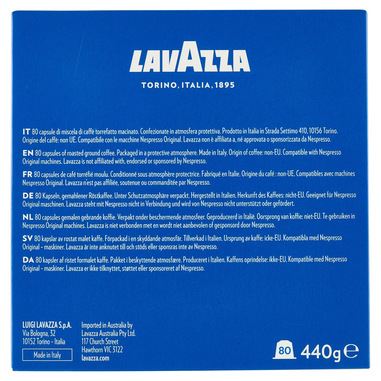 LAVAZZA
TORINO, ITALIA, 1895
IT 80 capsule di miscela di caffè torrefatto macinato. Confezionate in atmosfera protettiva. Prodotto in Italia in Strada Settimo 410, 10156 Torino.
Origine del caffè: non UE. Compatibili con le macchine Nespresso Original. Lavazza non è affiliata a, né approvata o sponsorizzata da Nespresso.
EN 80 capsules of roasted ground coffee. Packaged in a protective atmosphere. Made in Italy. Origin of coffee: non-EU. Compatible with Nespresso
Original machines. Lavazza is not affiliated with, endorsed or sponsored by Nespresso.
FR 80 capsules de café torréfié moulu. Conditionné sous atmosphère protectrice. Fabriqué en Italie. Origine du café : non-UE. Compatibles avec machines
Nespresso Original. Lavazza n'est pas affiliée, soutenue ou committée par Nespresso.
DE 80 Kapseln, gemahlener Röstkaffee. Unter Schutzatmosphäre verpackt. Hergestellt in Italien. Herkunft des Kaffees: nicht-EU. Geeignet für Nespresso
Original Maschinen. Lavazza steht nicht in Verbindung mit und wird von Nespresso nicht unterstützt oder gefördert.
NL 80 capsules gemalen gebrande koffie. Verpakt onder beschermende atmosfeer. Geproduceerd in Italië. Oorsprong van koffie: niet-EU. Te gebruiken in
Nespresso Original machines. Lavazza is niet verbonden met en wordt niet aanbevolen of gesponsord door Nespresso.
SV 80 kapslar av rostat malet kaffe. Förpackad i en skyddande atmosfär. Tillverkad i Italien. Ursprung av kaffe: icke-EU. Kompatibla med Nespresso
Original - maskiner. Lavazza är inte anknuten till och stöds eller sponsras av Nespresso.
DA 80 kapsler af ristet formalet kaffe. Pakket i beskyttende atmosfære. Produceret i Italien. Kaffens oprindelse: ikke-EU. Kompatibel med Nespresso
Original - maskiner. Lavazza er ikke tilknyttet, støttet eller sponsoreret af Nespresso.
LUIGI LAVAZZA S.p.A.
Via Bologna, 32
10152 Torino - Italia
Made in Italy
Imported in Australia by
Lavazza Australia Pty Ltd.
117 Church Street
Hawthorn VIC 3122
lavazza.com
80
440g e